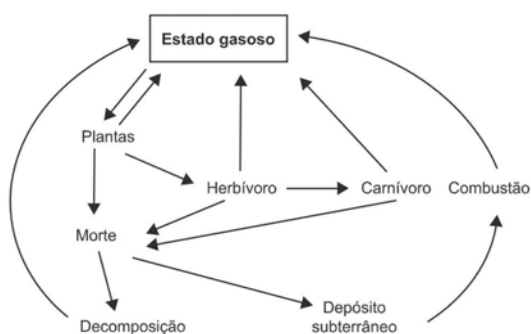 Estado gasoso
Plantas
Herbívoro
Carnívoro
Combustão
Morte
Decomposição
Depósito
subterrâneo